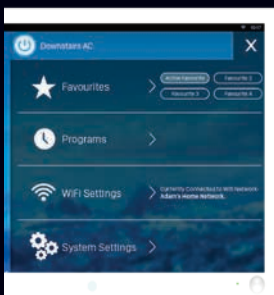 Downstairs AC
X
Favourites
Active Favourite
Favourite 2
Favourite 3
Favourite 4
Programs
WiFi Settings
Currently Connected to Wifi Network
Adam's Home Network.
System Settings